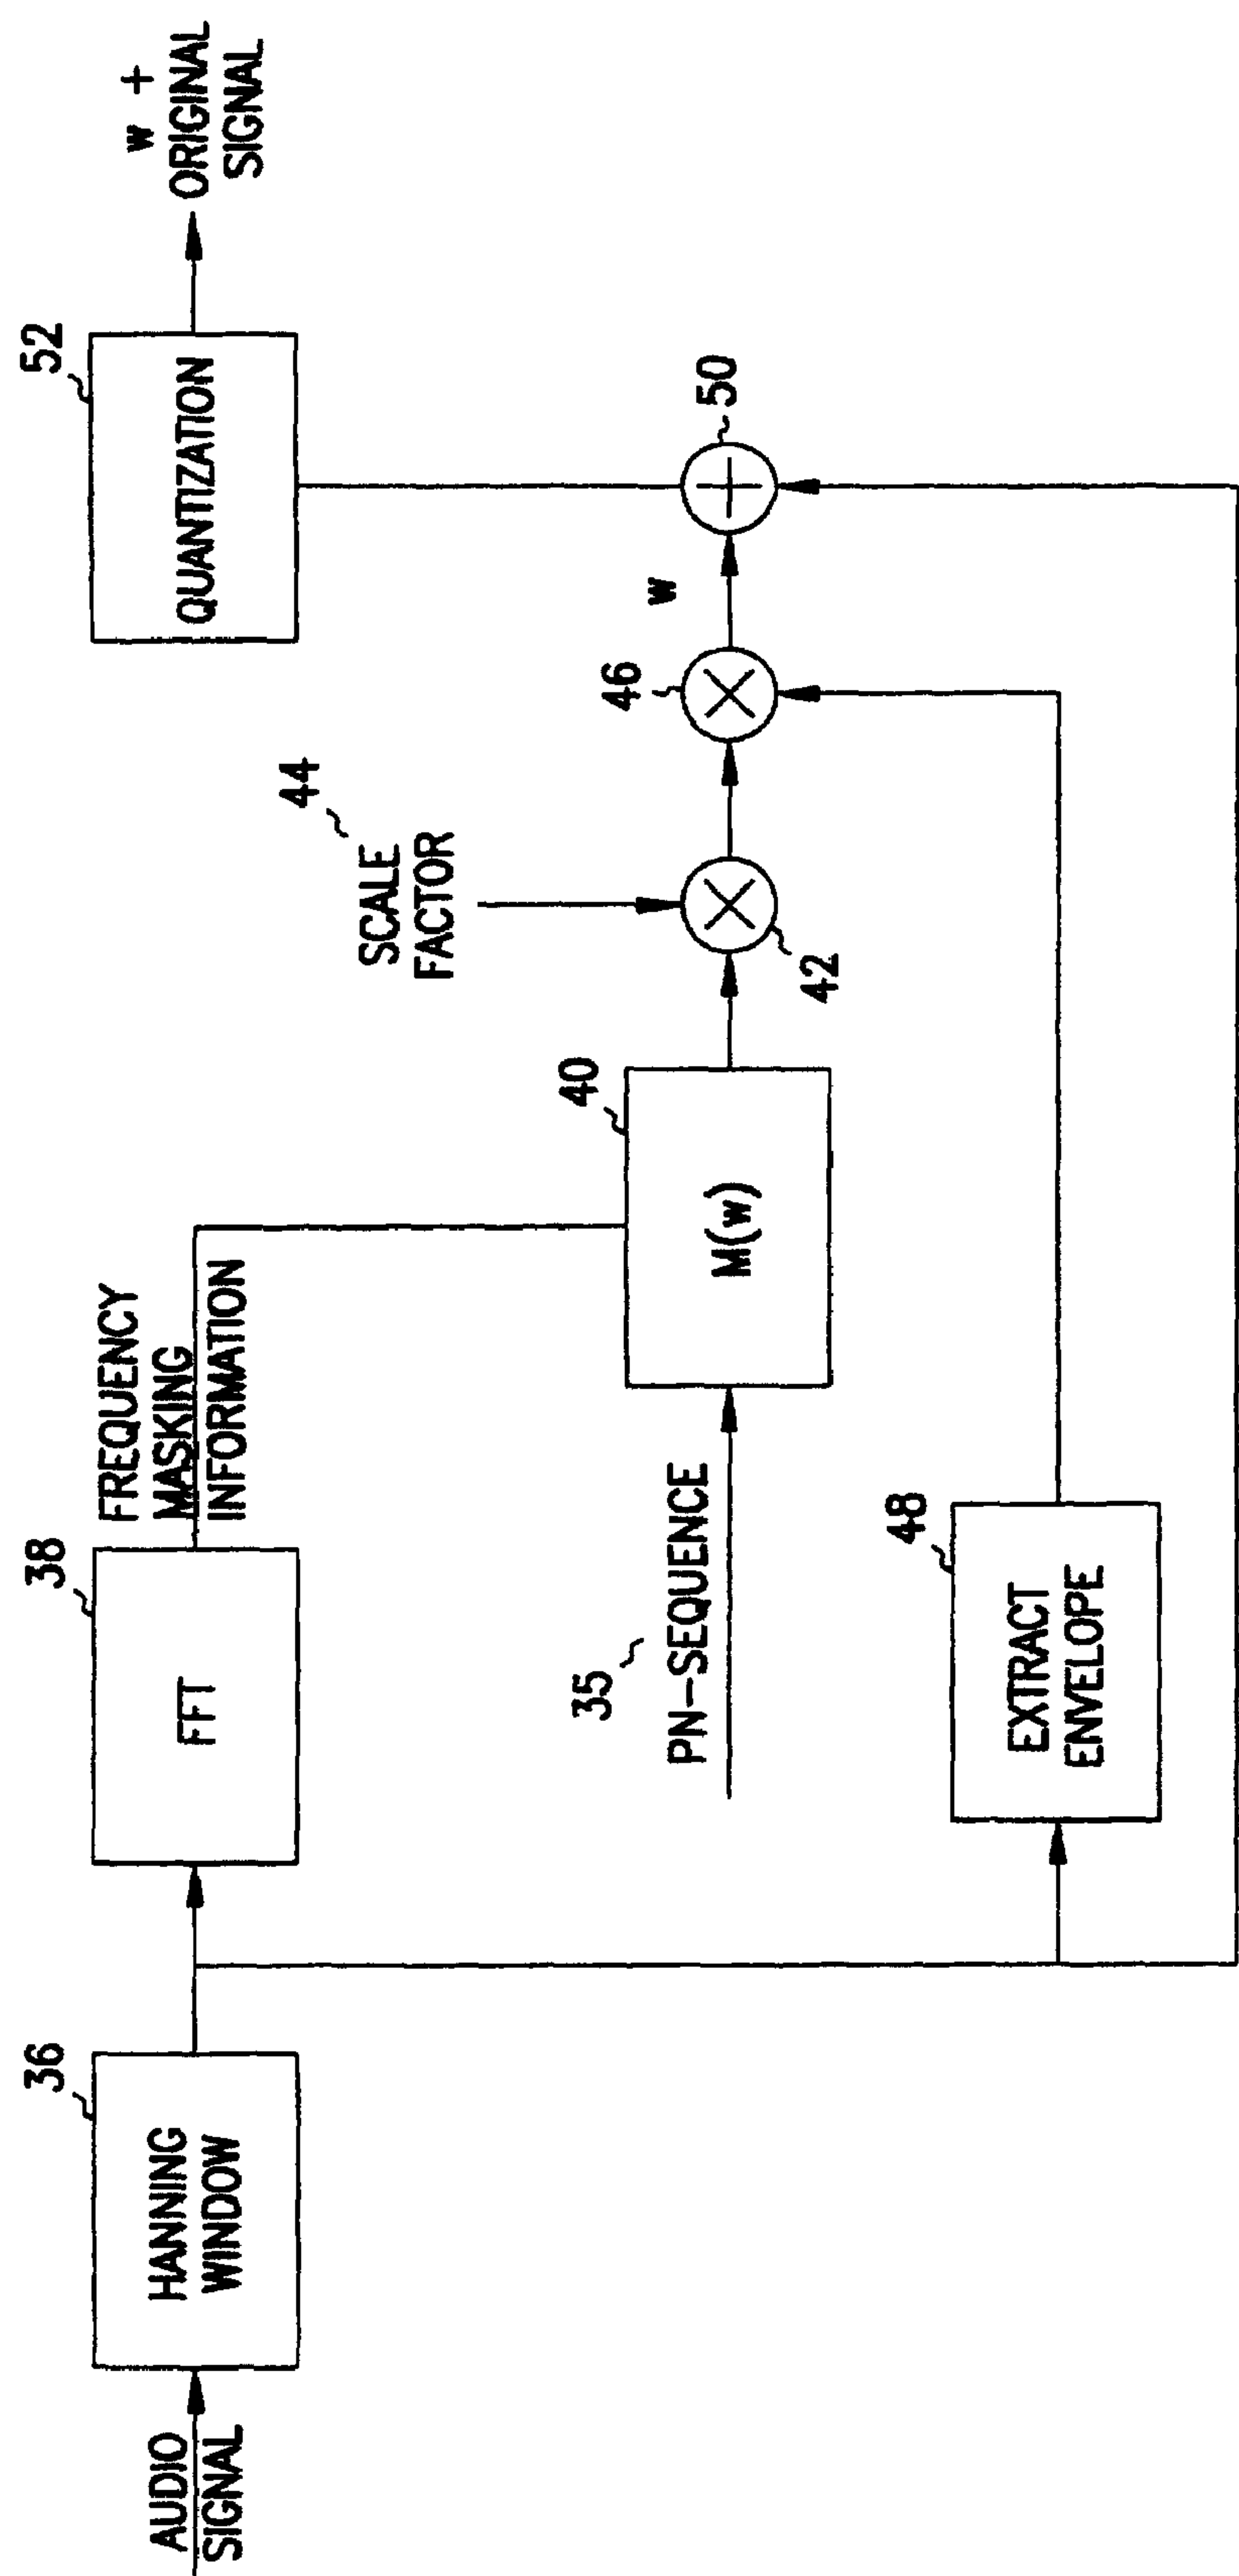 AUDIO
SIGNAL
36
HANNING
WINDOW
38
FFT
FREQUENCY
MASKING
INFORMATION
52
QUANTIZATION
w +
ORIGINAL
SIGNAL
35
PN-SEQUENCE
40
M(w)
44
SCALE
FACTOR
42
46
w
50
48
EXTRACT
ENVELOPE